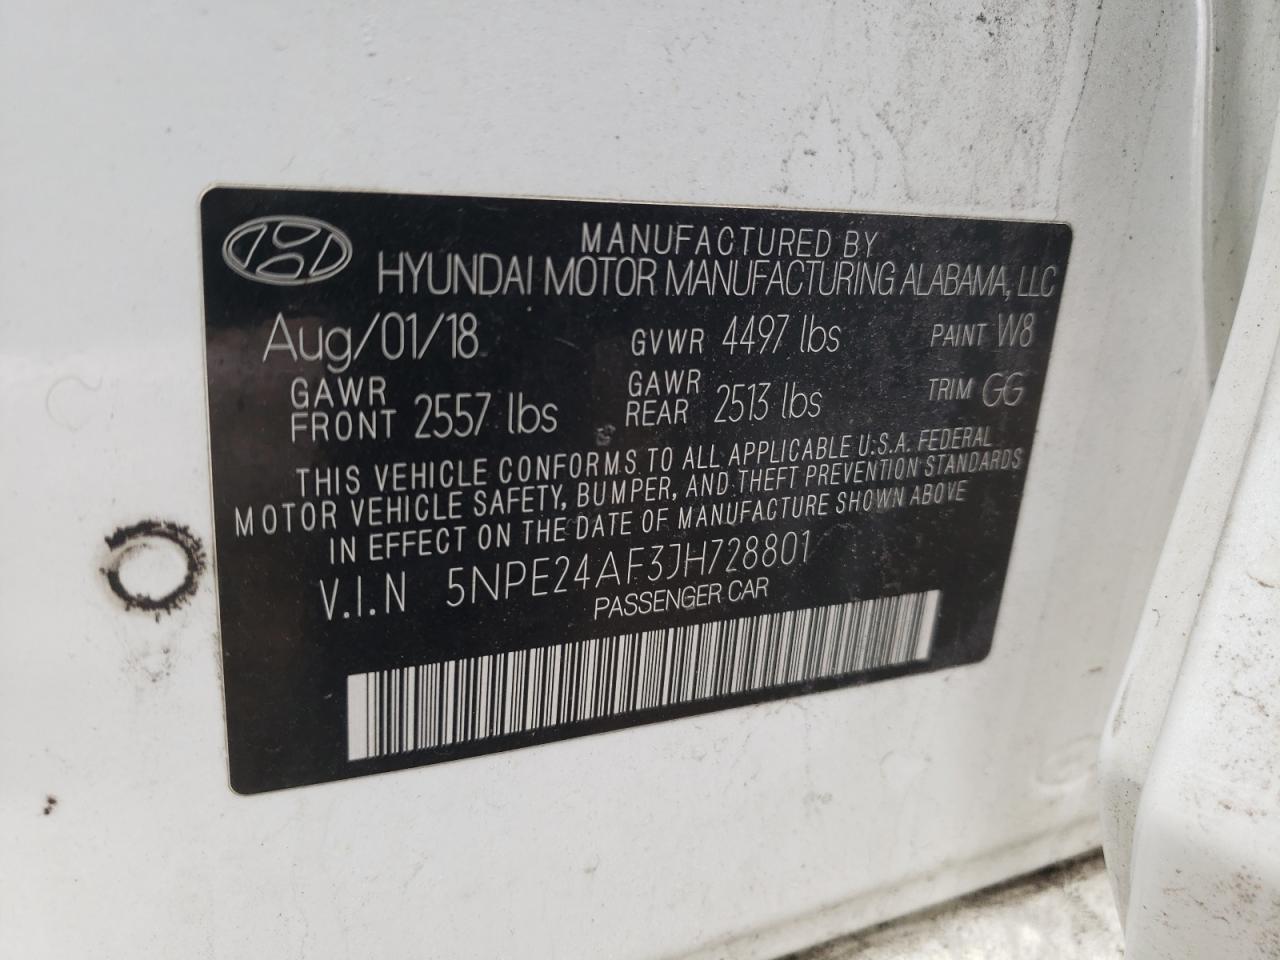 MANUFACTURED BY
HYUNDAI MOTOR MANUFACTURING ALABAMA, LLC
Aug/01/18 GVWR 4497 lbs PAINT W8
GAWR FRONT 2557 lbs GAWR REAR 2513 lbs TRIM GG
THIS VEHICLE CONFORMS TO ALL APPLICABLE U.S.A. FEDERAL
MOTOR VEHICLE SAFETY, BUMPER, AND THEFT PREVENTION STANDARDS
IN EFFECT ON THE DATE OF MANUFACTURE SHOWN ABOVE
V.I.N 5NPE24AF3JH728801
PASSENGER CAR